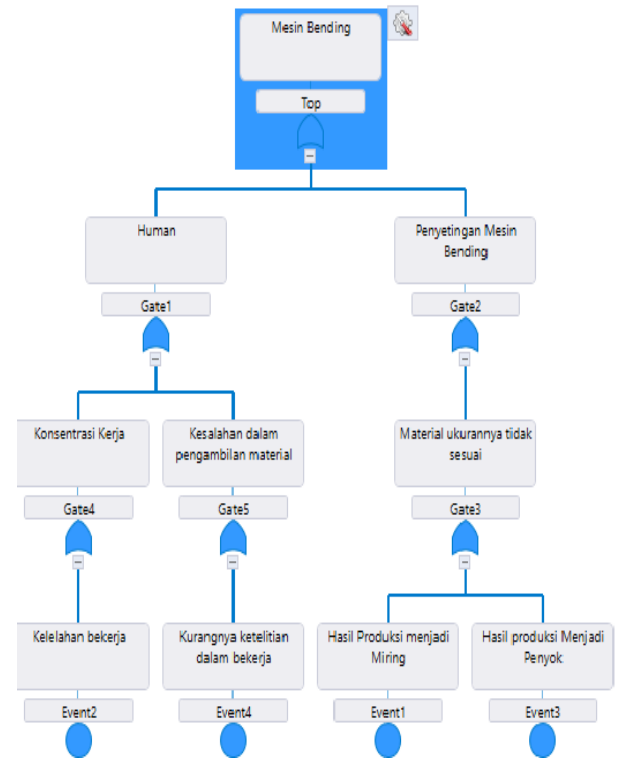 Mesin Bending
Top
Human
Penyetingan Mesin
Bending
Gate1
Gate2
Konsentrasi Kerja
Kesalahan dalam
pengambilan material
Material ukurannya tidak
sesuai
Gate4
Gate5
Gate3
Kelelahan bekerja
Kurangnya ketelitian
dalam bekerja
Hasil Produksi menjadi
Miring
Hasil produksi Menjadi
Penyok
Event2
Event4
Event1
Event3